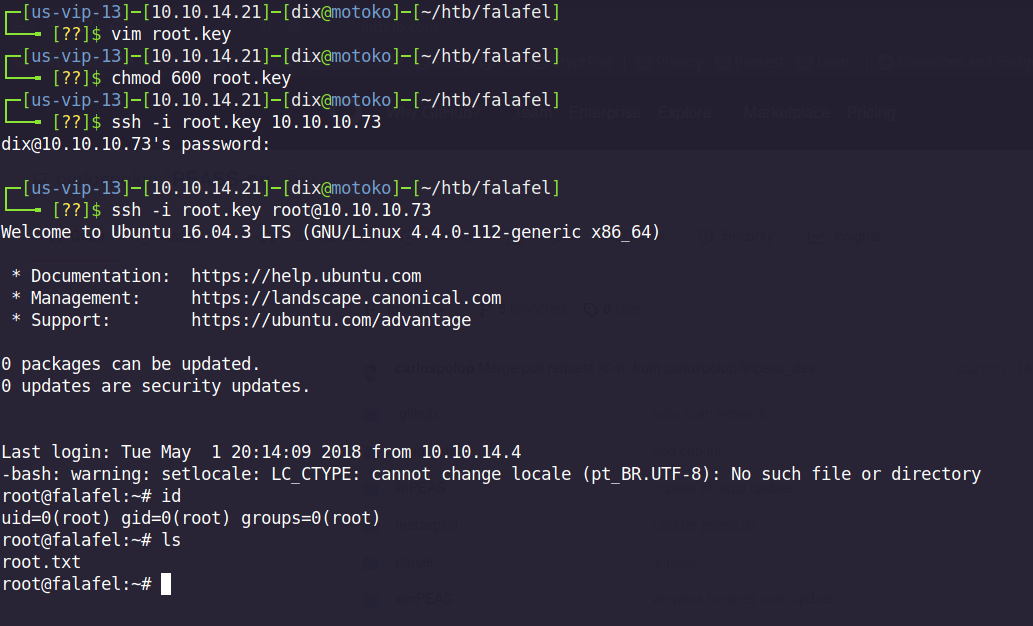 ┌─[us-vip-13]─[10.10.14.21]─[dix@motoko]─[~/htb/falafel]
└──╼ [??]$ vim root.key
┌─[us-vip-13]─[10.10.14.21]─[dix@motoko]─[~/htb/falafel]
└──╼ [??]$ chmod 600 root.key
┌─[us-vip-13]─[10.10.14.21]─[dix@motoko]─[~/htb/falafel]
└──╼ [??]$ ssh -i root.key 10.10.10.73
dix@10.10.10.73's password:
┌─[us-vip-13]─[10.10.14.21]─[dix@motoko]─[~/htb/falafel]
└──╼ [??]$ ssh -i root.key root@10.10.10.73
Welcome to Ubuntu 16.04.3 LTS (GNU/Linux 4.4.0-112-generic x86_64)
 * Documentation:  https://help.ubuntu.com
 * Management:     https://landscape.canonical.com
 * Support:        https://ubuntu.com/advantage
0 packages can be updated.
0 updates are security updates.
Last login: Tue May  1 20:14:09 2018 from 10.10.14.4
-bash: warning: setlocale: LC_CTYPE: cannot change locale (pt_BR.UTF-8): No such file or directory
root@falafel:~# id
uid=0(root) gid=0(root) groups=0(root)
root@falafel:~# ls
root.txt
root@falafel:~#